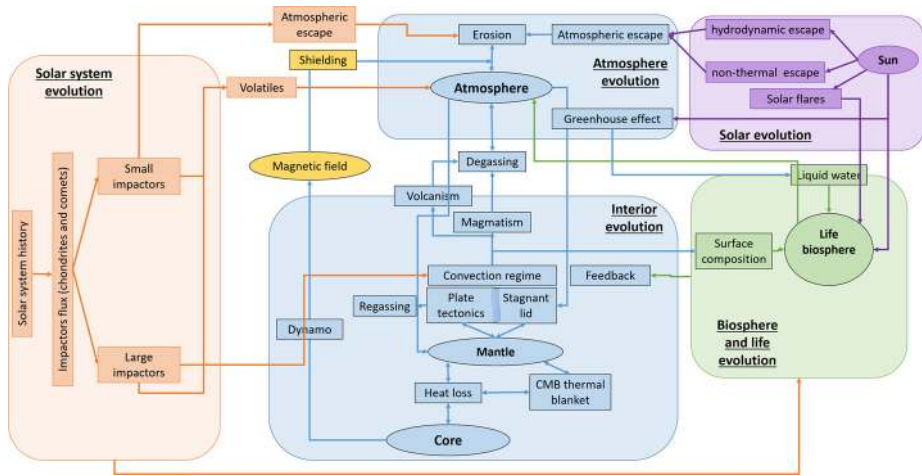 Atmospheric
escape
Erosion
Atmospheric escape
hydrodynamic escape
Shielding
Solar system
evolution
Atmosphere
evolution
Sun
non-thermal escape
Volatiles
Atmosphere
Solar flares
Greenhouse effect
Solar evolution
Small
impactors
Magnetic field
Degassing
Liquid water
Volcanism
Magmatism
Interior
evolution
Life
biosphere
Surface
composition
Solar system history
Impactors flux (chondrites and comets)
Convection regime
Feedback
Regassing
Plate
tectonics
Stagnant
lid
Dynamo
Biosphere
and life
evolution
Large
impactors
Mantle
Heat loss
CMB thermal
blanket
Core